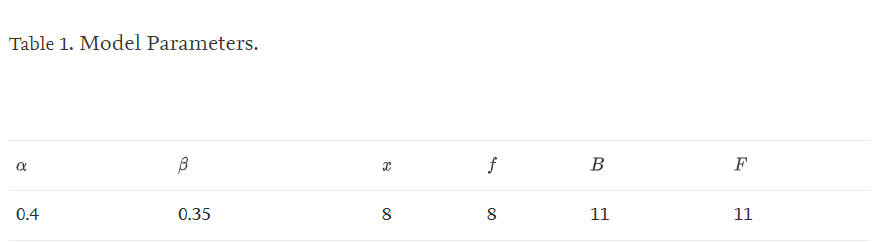 Table 1. Model Parameters.
α β x f B F
0.4 0.35 8 8 11 11